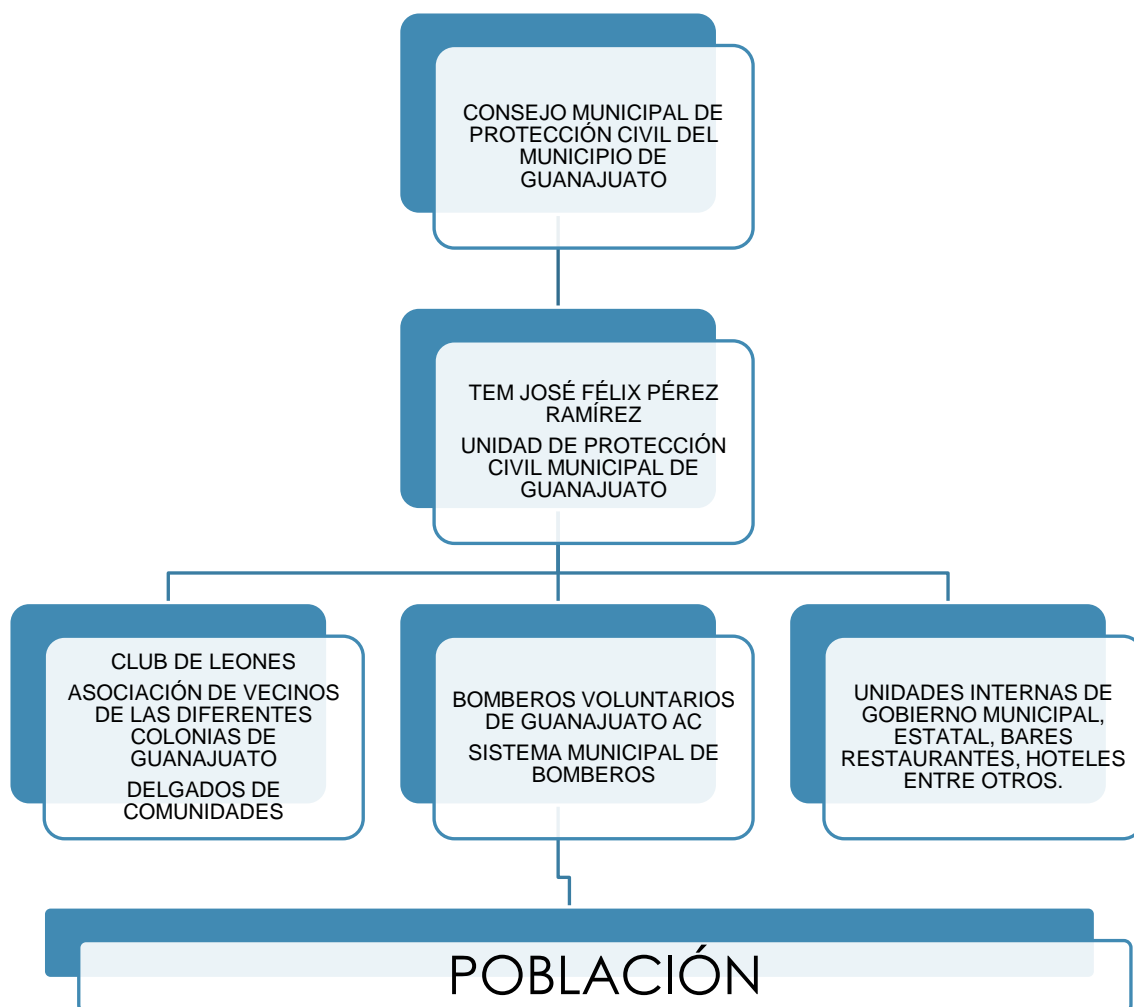 CONSEJO MUNICIPAL DE
PROTECCIÓN CIVIL DEL
MUNICIPIO DE
GUANAJUATO
TEM JOSÉ FÉLIX PÉREZ
RAMÍREZ
UNIDAD DE PROTECCIÓN
CIVIL MUNICIPAL DE
GUANAJUATO
CLUB DE LEONES
ASOCIACIÓN DE VECINOS
DE LAS DIFERENTES
COLONIAS DE
GUANAJUATO
DELGADOS DE
COMUNIDADES
BOMBEROS VOLUNTARIOS
DE GUANAJUATO AC
SISTEMA MUNICIPAL DE
BOMBEROS
UNIDADES INTERNAS DE
GOBIERNO MUNICIPAL,
ESTATAL, BARES
RESTAURANTES, HOTELES
ENTRE OTROS.
POBLACIÓN